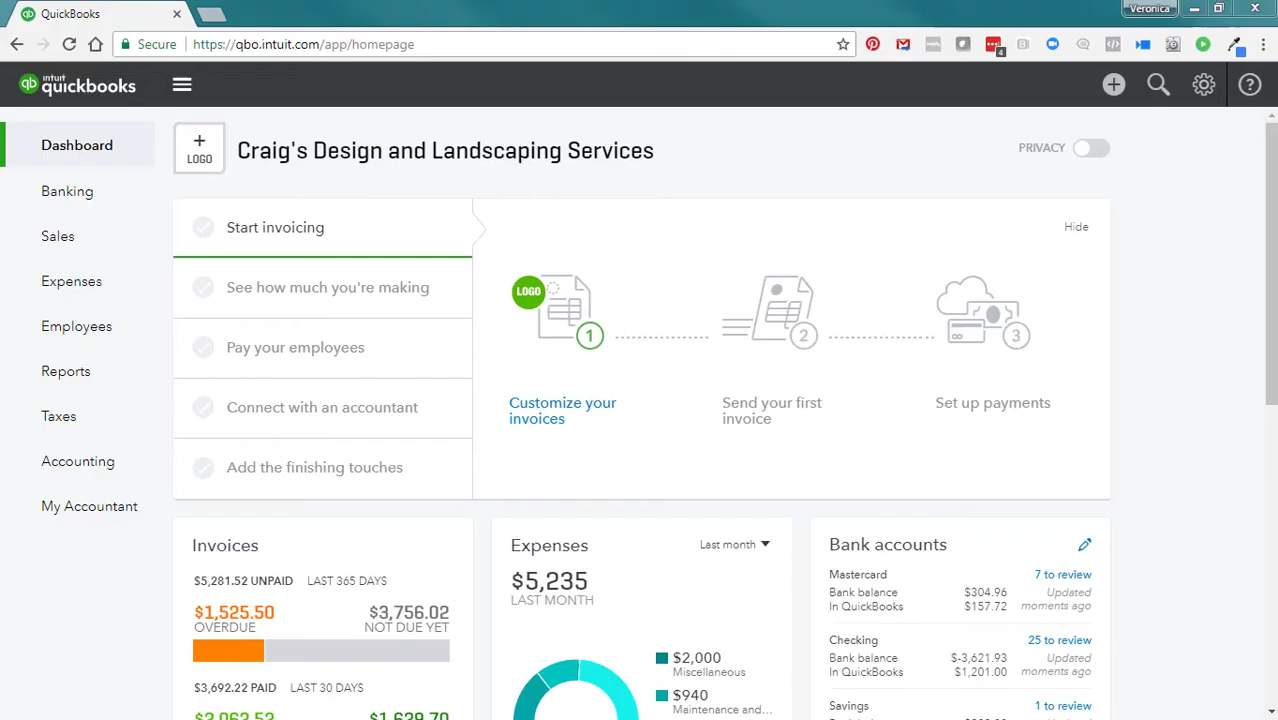 QuickBooks
Veronica
Secure
https://qbo.intuit.com/app/homepage
4
qb
intuit
quickbooks
Dashboard
Banking
Sales
Expenses
Employees
Reports
Taxes
Accounting
My Accountant
+
LOGO
Craig's Design and Landscaping Services
PRIVACY
Start invoicing
See how much you're making
Pay your employees
Connect with an accountant
Add the finishing touches
Hide
LOGO
1
2
3
Customize your
invoices
Send your first
invoice
Set up payments
Invoices
$5,281.52 UNPAID LAST 365 DAYS
$1,525.50 $3,756.02
OVERDUE NOT DUE YET
$3,692.22 PAID LAST 30 DAYS
Expenses
Last month
$5,235
LAST MONTH
$2,000
Miscellaneous
$940
Maintenance and...
Bank accounts
Mastercard 7 to review
Bank balance $304.96 Updated
In QuickBooks $157.72 moments ago
Checking 25 to review
Bank balance $-3,621.93 Updated
In QuickBooks $1,201.00 moments ago
Savings 1 to review